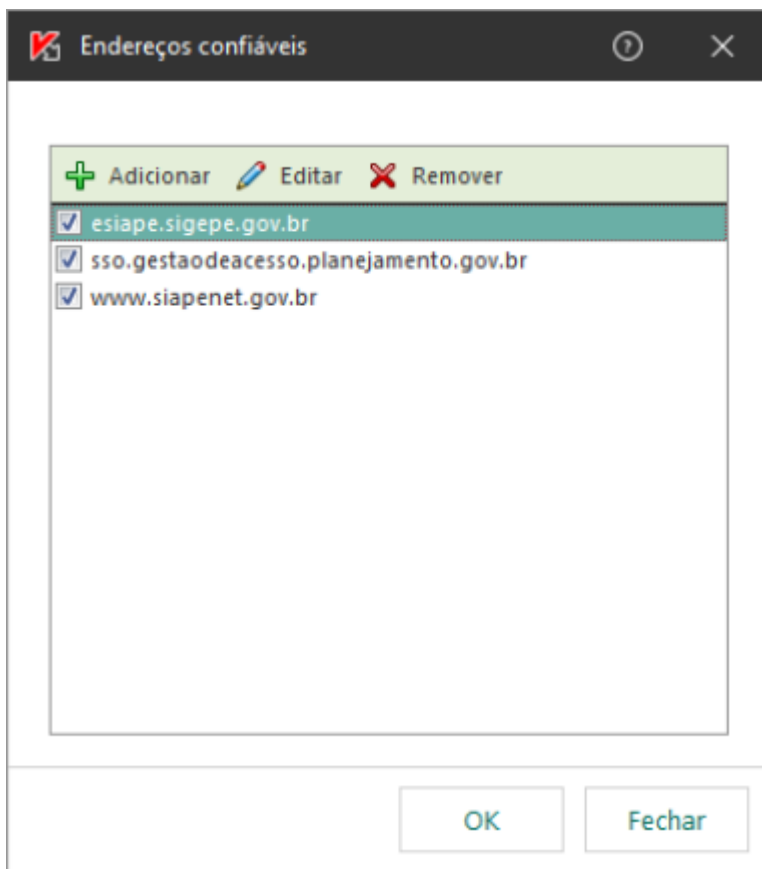 Endereços confiáveis
Adicionar Editar Remover
esiape.sigepe.gov.br
sso.gestaodeacesso.planejamento.gov.br
www.siapenet.gov.br
OK Fechar